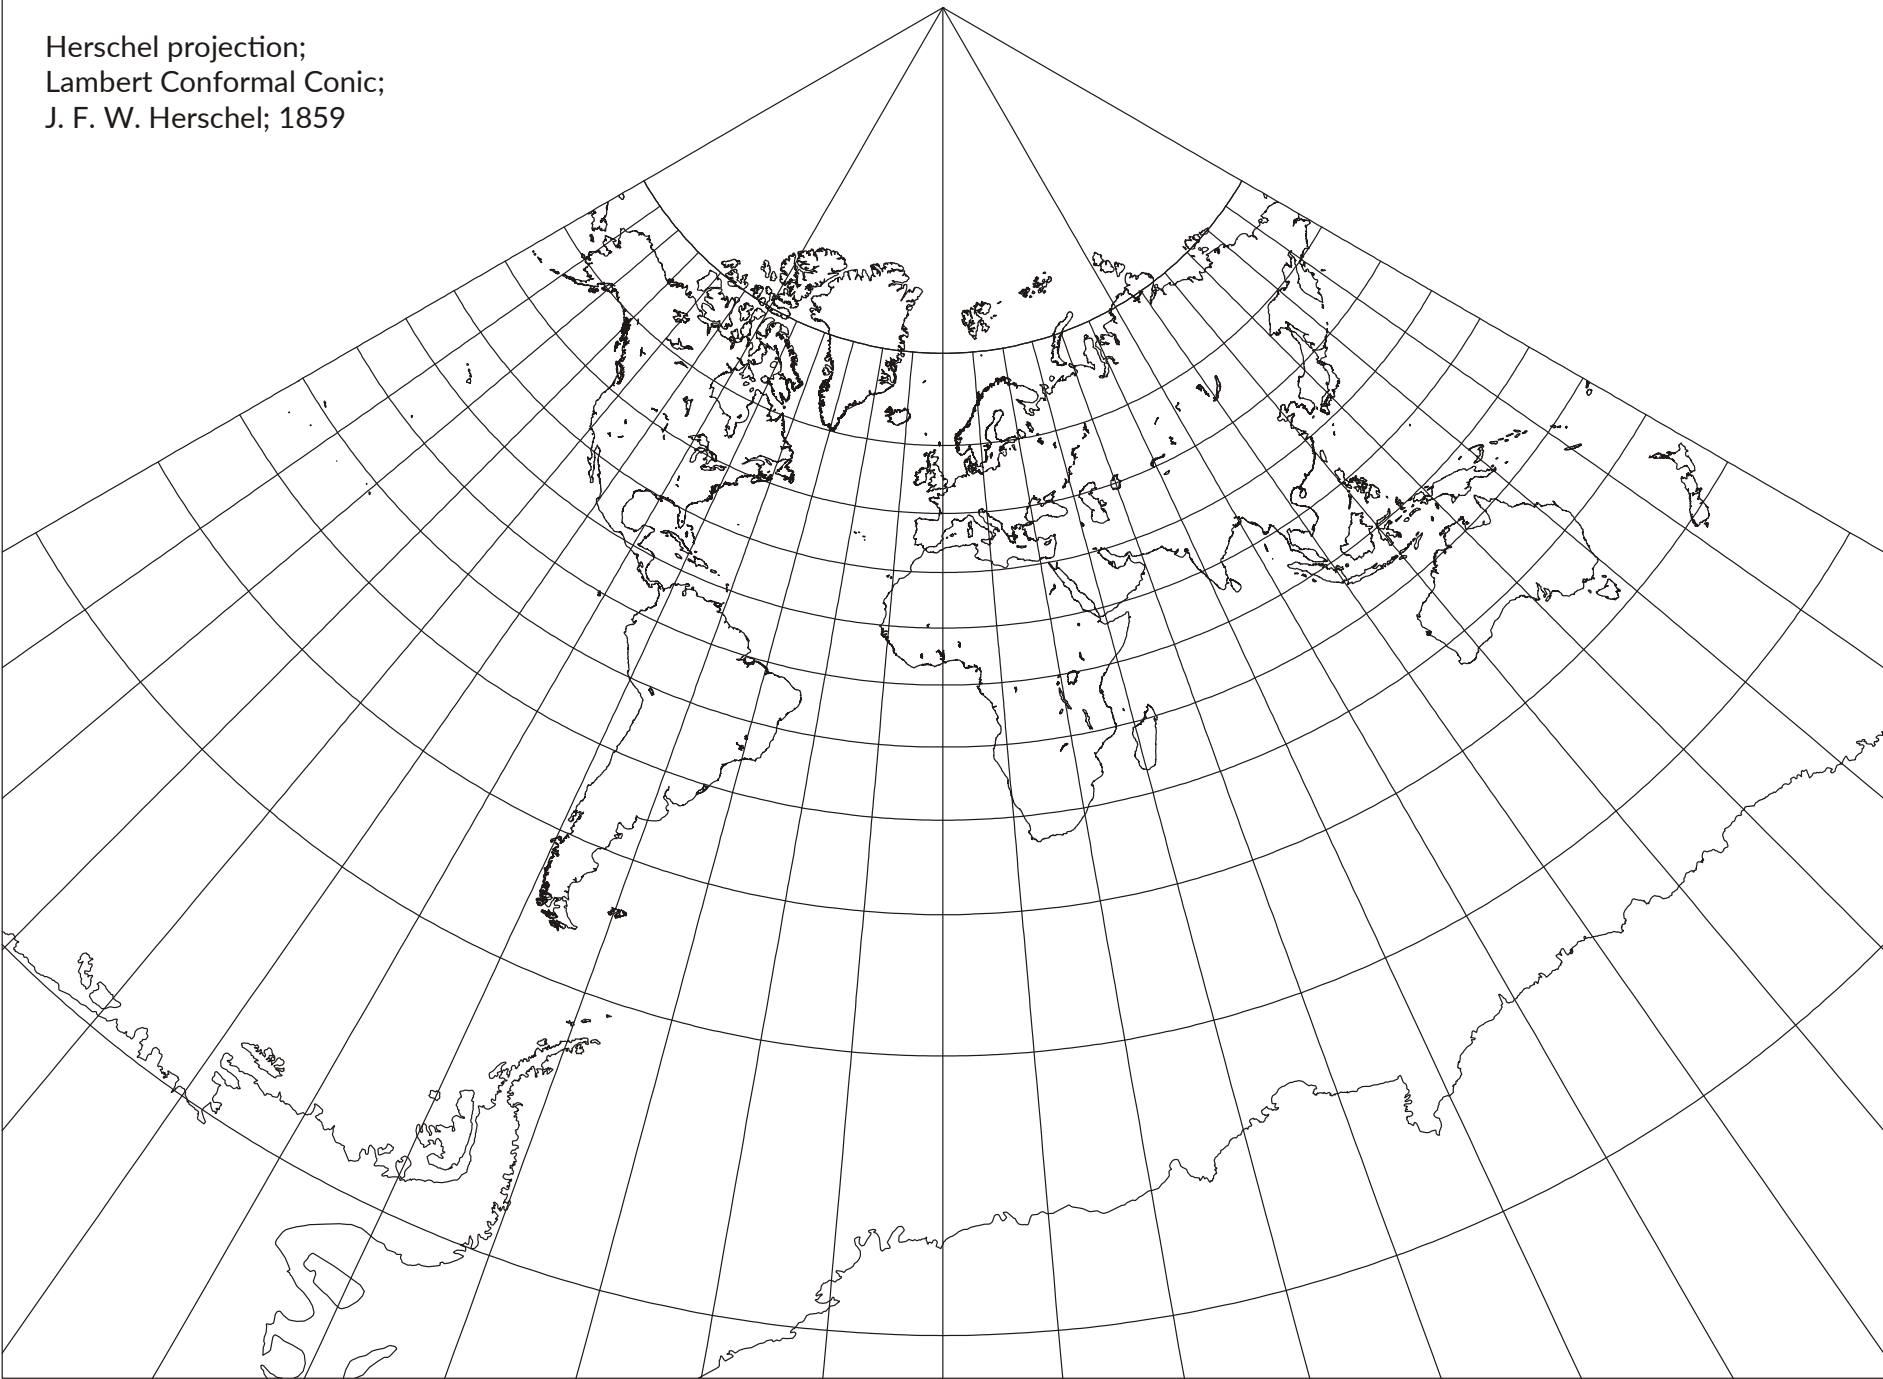 Herschel projection;
Lambert Conformal Conic;
J. F. W. Herschel; 1859